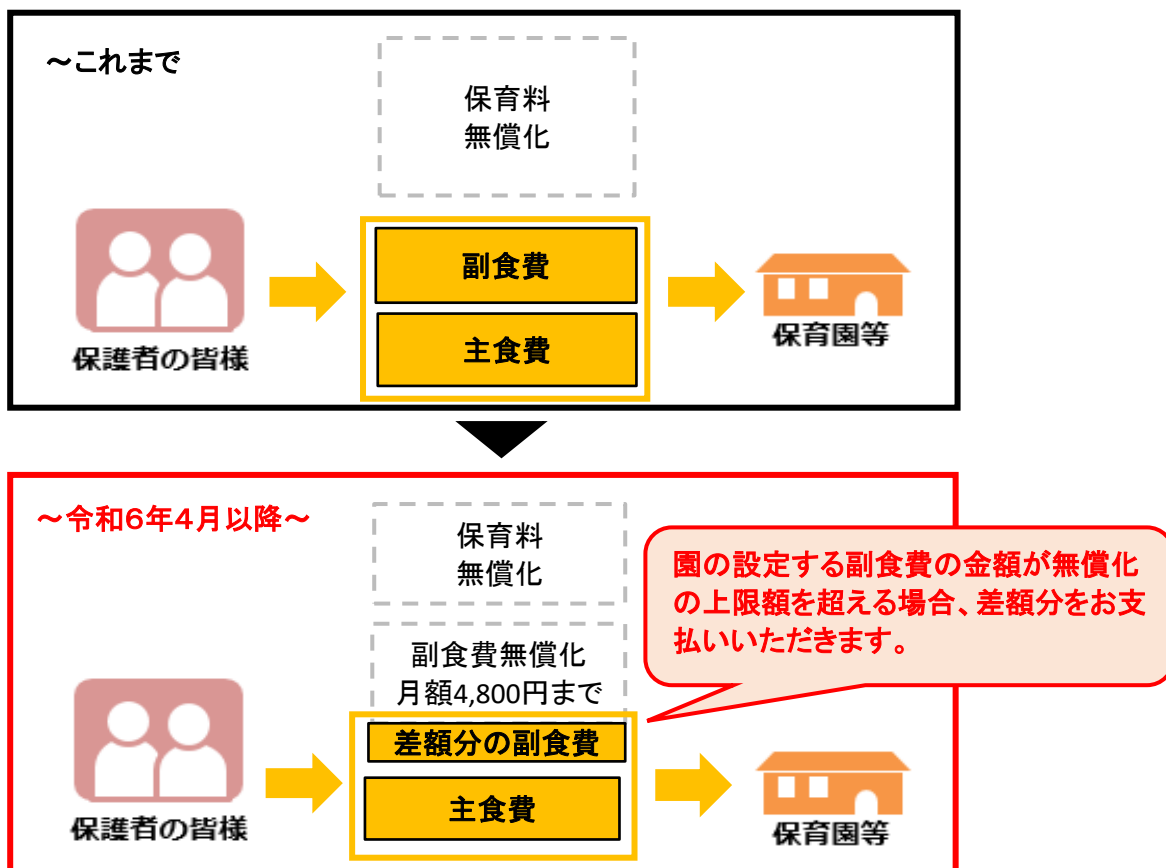 ～これまで
保育料
無償化
副食費
主食費
保護者の皆様
保育園等
～令和6年4月以降～
保育料
無償化
園の設定する副食費の金額が無償化
の上限額を超える場合、差額分をお支
払いいただきます。
副食費無償化
月額4,800円まで
差額分の副食費
主食費
保護者の皆様
保育園等